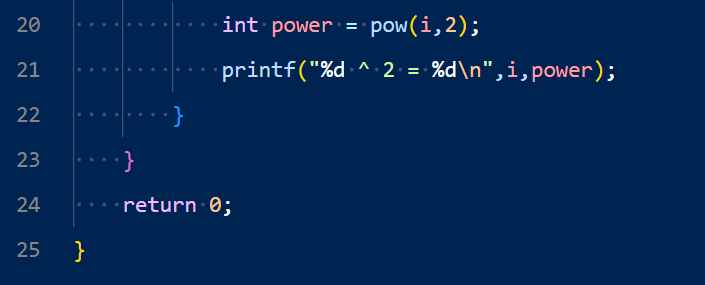 20 int power = pow(i,2);
21 printf("%d ^ 2 = %d\n",i,power);
22 }
23 }
24 return 0;
25 }